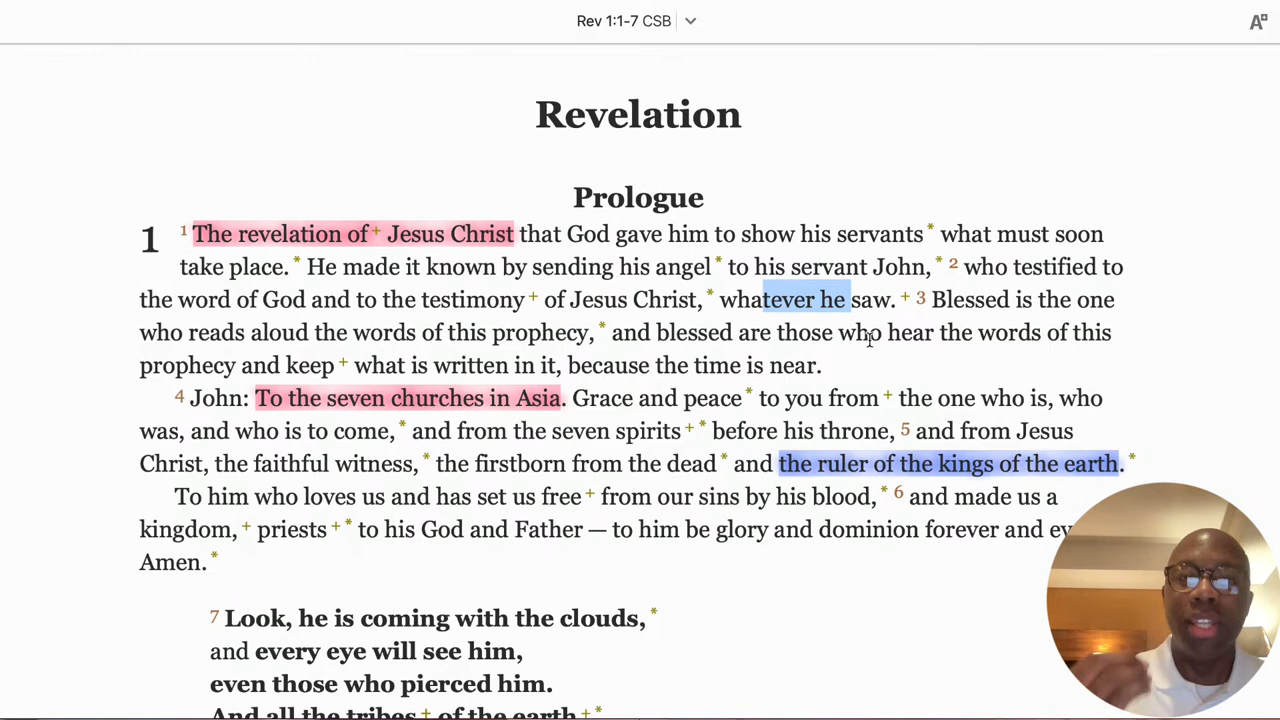 Rev 1:1-7 CSB
A
Revelation
Prologue
1 1 The revelation of + Jesus Christ that God gave him to show his servants * what must soon
take place. * He made it known by sending his angel * to his servant John, * 2 who testified to
the word of God and to the testimony + of Jesus Christ, * whatever he saw. + 3 Blessed is the one
who reads aloud the words of this prophecy, * and blessed are those who hear the words of this
prophecy and keep + what is written in it, because the time is near.
4 John: To the seven churches in Asia. Grace and peace * to you from + the one who is, who
was, and who is to come, * and from the seven spirits + * before his throne, 5 and from Jesus
Christ, the faithful witness, * the firstborn from the dead * and the ruler of the kings of the earth. *
To him who loves us and has set us free + from our sins by his blood, * 6 and made us a
kingdom, + priests + * to his God and Father — to him be glory and dominion forever and
Amen. *
7 Look, he is coming with the clouds, *
and every eye will see him,
even those who pierced him.
And all the tribes + of the earth + *